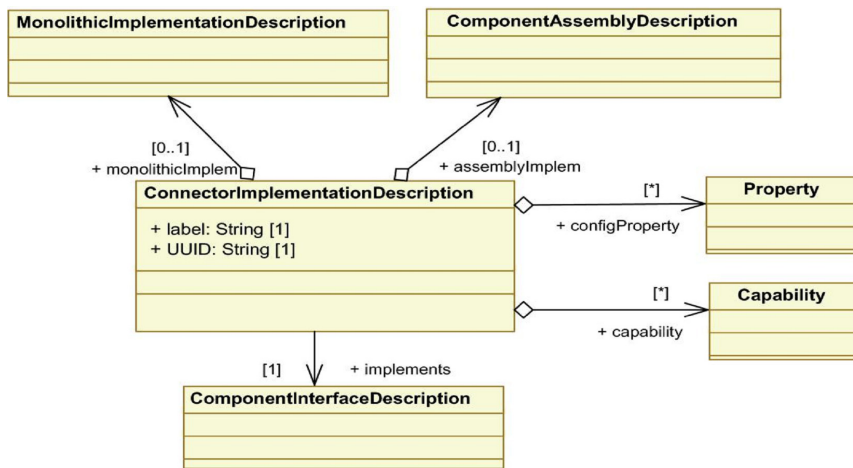 MonolithicImplementationDescription
ComponentAssemblyDescription
[0..1]
+ monolithicImplem
[0..1]
+ assemblyImplem
ConnectorImplementationDescription
+ label: String [1]
+ UUID: String [1]
[*]
+ configProperty
Property
[*]
+ capability
Capability
[1]
+ implements
ComponentInterfaceDescription